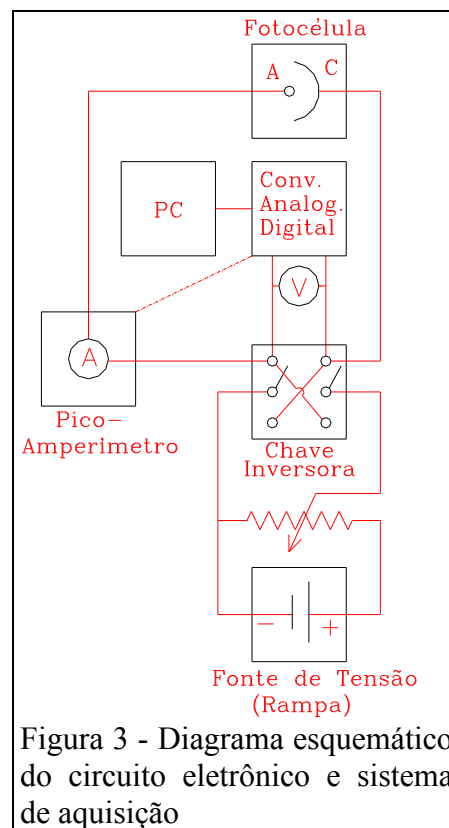 Fotocélula
A C
PC
Conv.
Analog.
Digital
V
A
Pico-
Amperimetro
Chave
Inversora
- +
Fonte de Tensão
(Rampa)
Figura 3 - Diagrama esquemático
do circuito eletrônico e sistema
de aquisição